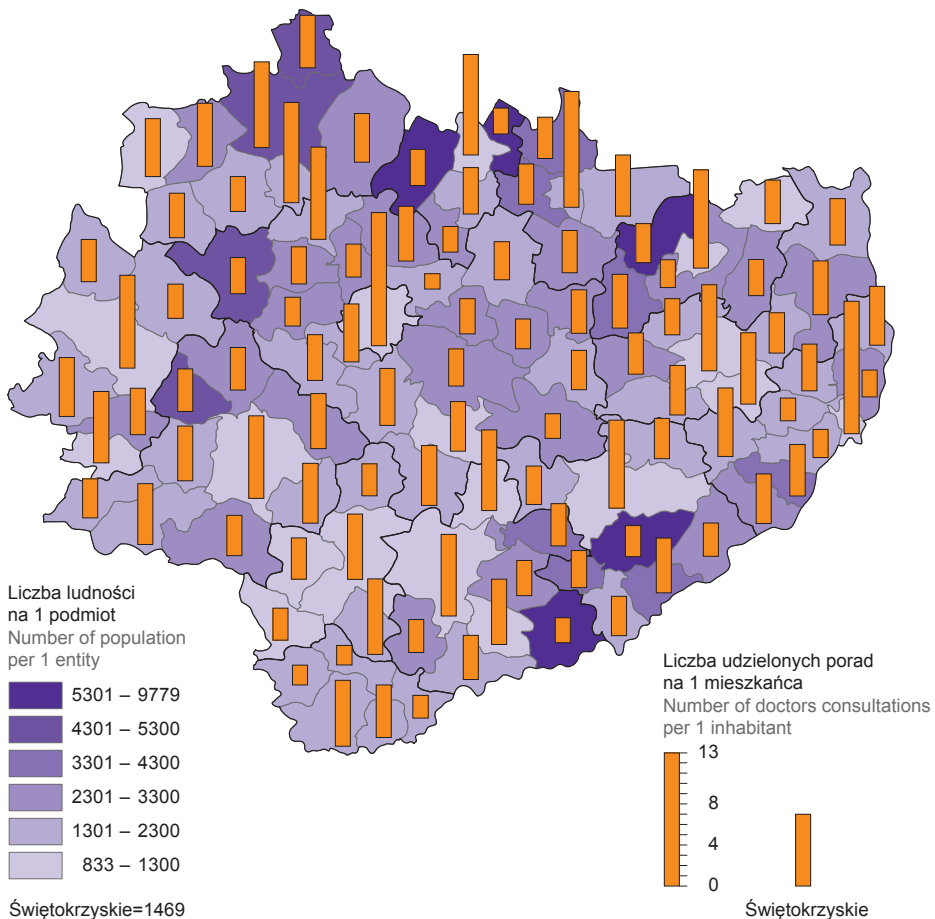 Liczba ludności
na 1 podmiot
Number of population
per 1 entity
5301 – 9779
4301 – 5300
3301 – 4300
2301 – 3300
1301 – 2300
833 – 1300
Świętokrzyskie=1469
Liczba udzielonych porad
na 1 mieszkańca
Number of doctors consultations
per 1 inhabitant
13
8
4
0
Świętokrzyskie